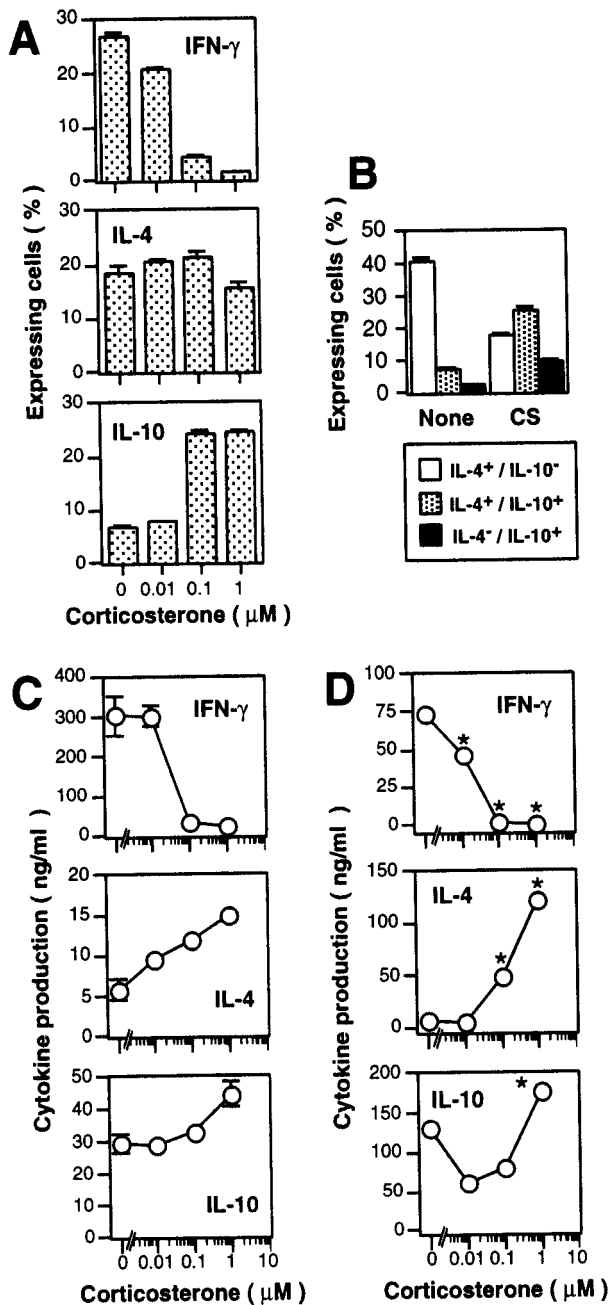 A
IFN-γ
30
20
10
0
IL-4
30
20
10
0
IL-10
30
20
10
0
Expressing cells ( % )
0 0.01 0.1 1
Corticosterone ( μM )
B
50
40
30
20
10
0
Expressing cells ( % )
None CS
IL-4+ / IL-10-
IL-4+ / IL-10+
IL-4- / IL-10+
C
IFN-γ
400
300
200
100
0
20
15
10
5
0
IL-4
50
40
30
20
10
0
IL-10
Cytokine production ( ng/ml )
0 0.01 0.1 1 10
Corticosterone ( μM )
D
IFN-γ
100
75
50
25
0
* * *
IL-4
150
100
50
0
* *
IL-10
200
150
100
50
0
*
Cytokine production ( ng/ml )
0 0.01 0.1 1 10
Corticosterone ( μM )